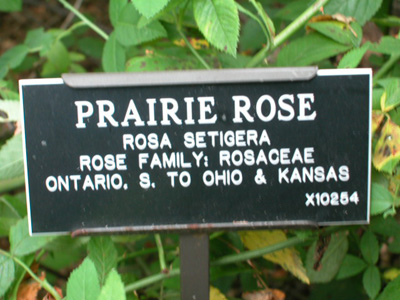 PRAIRIE ROSE
ROSA SETIGERA
ROSE FAMILY: ROSACEAE
ONTARIO, S. TO OHIO & KANSAS
X10254